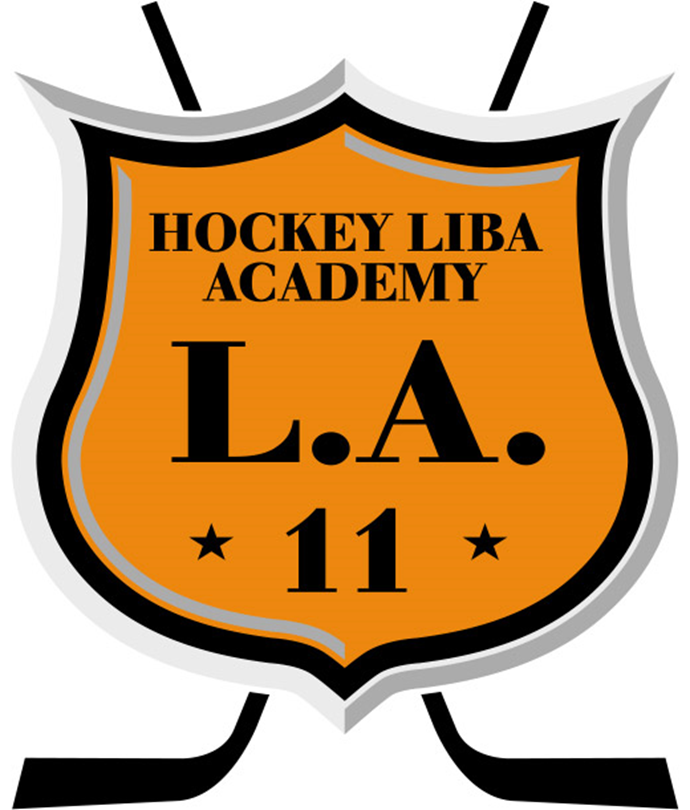 HOCKEY LIBA
ACADEMY
L.A.
★ 11 ★